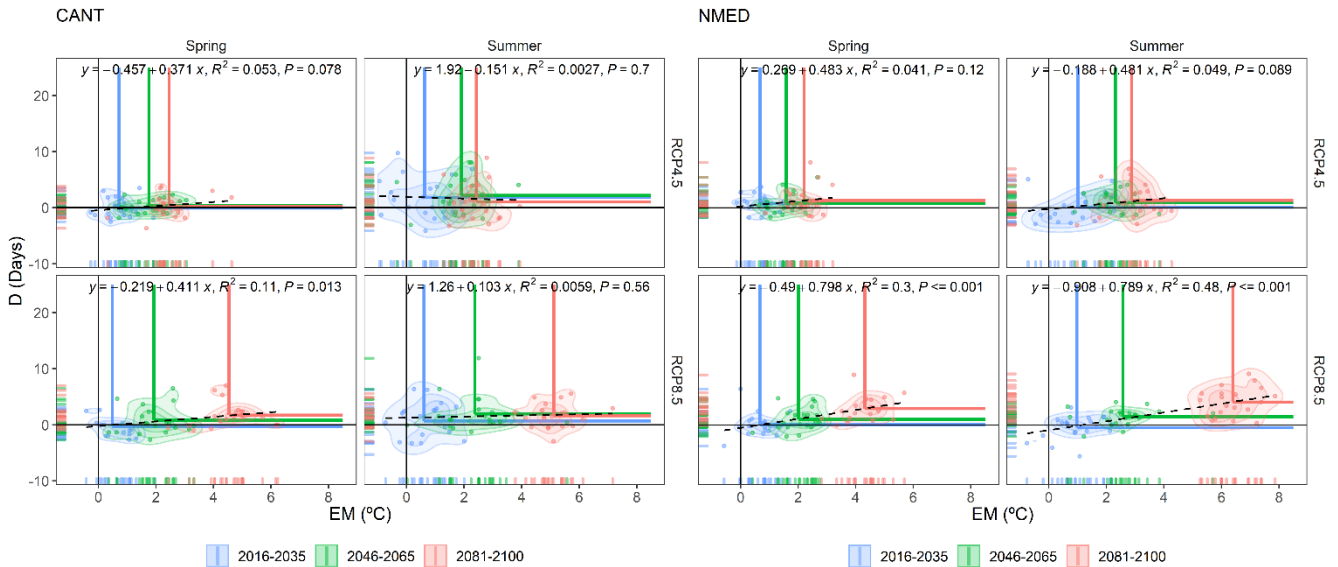 CANT
NMED
Spring
Summer
Spring
Summer
y = −0.457 + 0.371 x, R² = 0.053, P = 0.078
y = 1.92 − 0.151 x, R² = 0.0027, P = 0.7
y = 0.269 + 0.483 x, R² = 0.041, P = 0.12
y = −0.188 + 0.481 x, R² = 0.049, P = 0.089
20
10
0
-10
RCP4.5
RCP4.5
y = −0.219 + 0.411 x, R² = 0.11, P = 0.013
y = 1.26 + 0.103 x, R² = 0.0059, P = 0.56
y = −0.49 + 0.798 x, R² = 0.3, P <= 0.001
y = −0.908 + 0.789 x, R² = 0.48, P <= 0.001
20
10
0
-10
RCP8.5
RCP8.5
D (Days)
0 2 4 6 8
0 2 4 6 8
0 2 4 6 8
0 2 4 6 8
EM (ºC)
EM (ºC)
2016-2035 2046-2065 2081-2100
2016-2035 2046-2065 2081-2100